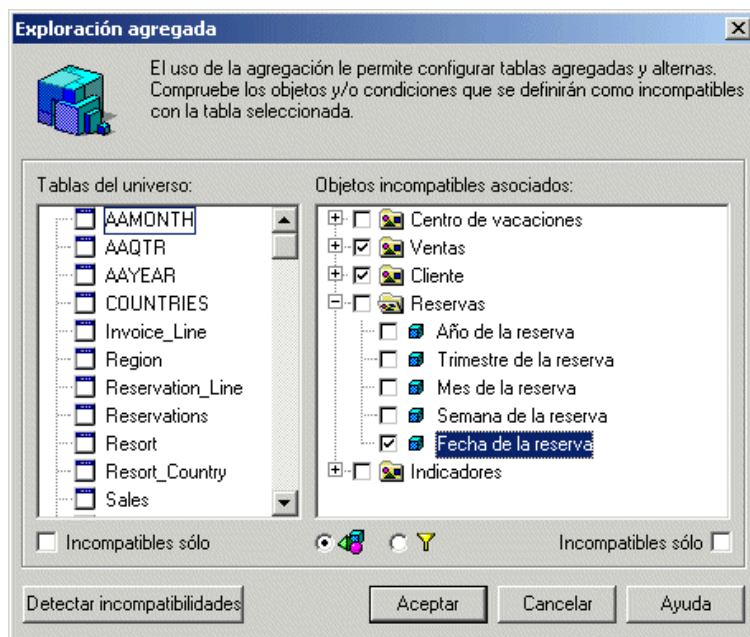 Exploración agregada
El uso de la agregación le permite configurar tablas agregadas y alternas.
Compruebe los objetos y/o condiciones que se definirán como incompatibles
con la tabla seleccionada.
Tablas del universo:
AAMONTH
AAQTR
AAYEAR
COUNTRIES
Invoice_Line
Region
Reservation_Line
Reservations
Resort
Resort_Country
Sales
Incompatibles sólo
Objetos incompatibles asociados:
Centro de vacaciones
Ventas
Cliente
Reservas
Año de la reserva
Trimestre de la reserva
Mes de la reserva
Semana de la reserva
Fecha de la reserva
Indicadores
Incompatibles sólo
Detectar incompatibilidades
Aceptar
Cancelar
Ayuda